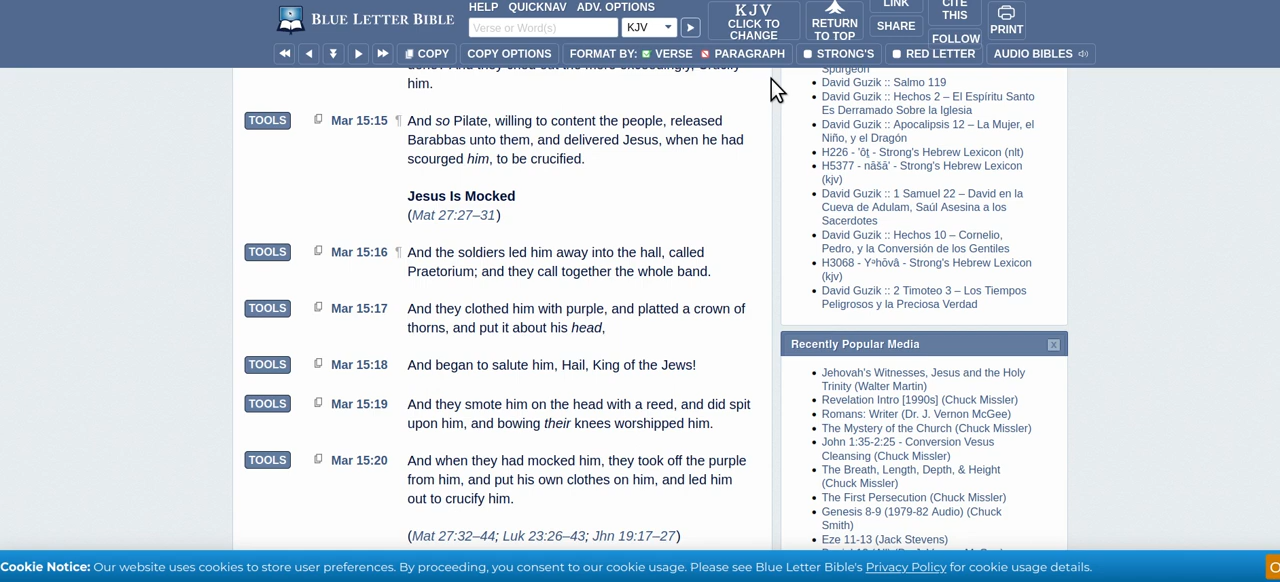 BLUE LETTER BIBLE
HELP QUICKNAV ADV. OPTIONS
Verse or Word(s)
KJV
KJV
CLICK TO
CHANGE
RETURN
TO TOP
LINK
SHARE
CITE
THIS
FOLLOW
PRINT
COPY
COPY OPTIONS
FORMAT BY: VERSE PARAGRAPH
STRONG'S
RED LETTER
AUDIO BIBLES
him.
TOOLS Mar 15:15 ¶ And so Pilate, willing to content the people, released
Barabbas unto them, and delivered Jesus, when he had
scourged him, to be crucified.
Jesus Is Mocked
(Mat 27:27–31)
TOOLS Mar 15:16 ¶ And the soldiers led him away into the hall, called
Praetorium; and they call together the whole band.
TOOLS Mar 15:17 And they clothed him with purple, and platted a crown of
thorns, and put it about his head,
TOOLS Mar 15:18 And began to salute him, Hail, King of the Jews!
TOOLS Mar 15:19 And they smote him on the head with a reed, and did spit
upon him, and bowing their knees worshipped him.
TOOLS Mar 15:20 And when they had mocked him, they took off the purple
from him, and put his own clothes on him, and led him
out to crucify him.
(Mat 27:32–44; Luk 23:26–43; Jhn 19:17–27)
Spurgeon
David Guzik :: Salmo 119
David Guzik :: Hechos 2 – El Espíritu Santo
Es Derramado Sobre la Iglesia
David Guzik :: Apocalipsis 12 – La Mujer, el
Niño, y el Dragón
H226 - 'ôṯ - Strong's Hebrew Lexicon (nlt)
H5377 - nāšā' - Strong's Hebrew Lexicon
(kjv)
David Guzik :: 1 Samuel 22 – David en la
Cueva de Adulam, Saúl Asesina a los
Sacerdotes
David Guzik :: Hechos 10 – Cornelio,
Pedro, y la Conversión de los Gentiles
H3068 - Yᵊhōvâ - Strong's Hebrew Lexicon
(kjv)
David Guzik :: 2 Timoteo 3 – Los Tiempos
Peligrosos y la Preciosa Verdad
Recently Popular Media
x
Jehovah's Witnesses, Jesus and the Holy
Trinity (Walter Martin)
Revelation Intro [1990s] (Chuck Missler)
Romans: Writer (Dr. J. Vernon McGee)
The Mystery of the Church (Chuck Missler)
John 1:35-2:25 - Conversion Vesus
Cleansing (Chuck Missler)
The Breath, Length, Depth, & Height
(Chuck Missler)
The First Persecution (Chuck Missler)
Genesis 8-9 (1979-82 Audio) (Chuck
Smith)
Eze 11-13 (Jack Stevens)
Cookie Notice: Our website uses cookies to store user preferences. By proceeding, you consent to our cookie usage. Please see Blue Letter Bible's Privacy Policy for cookie usage details.